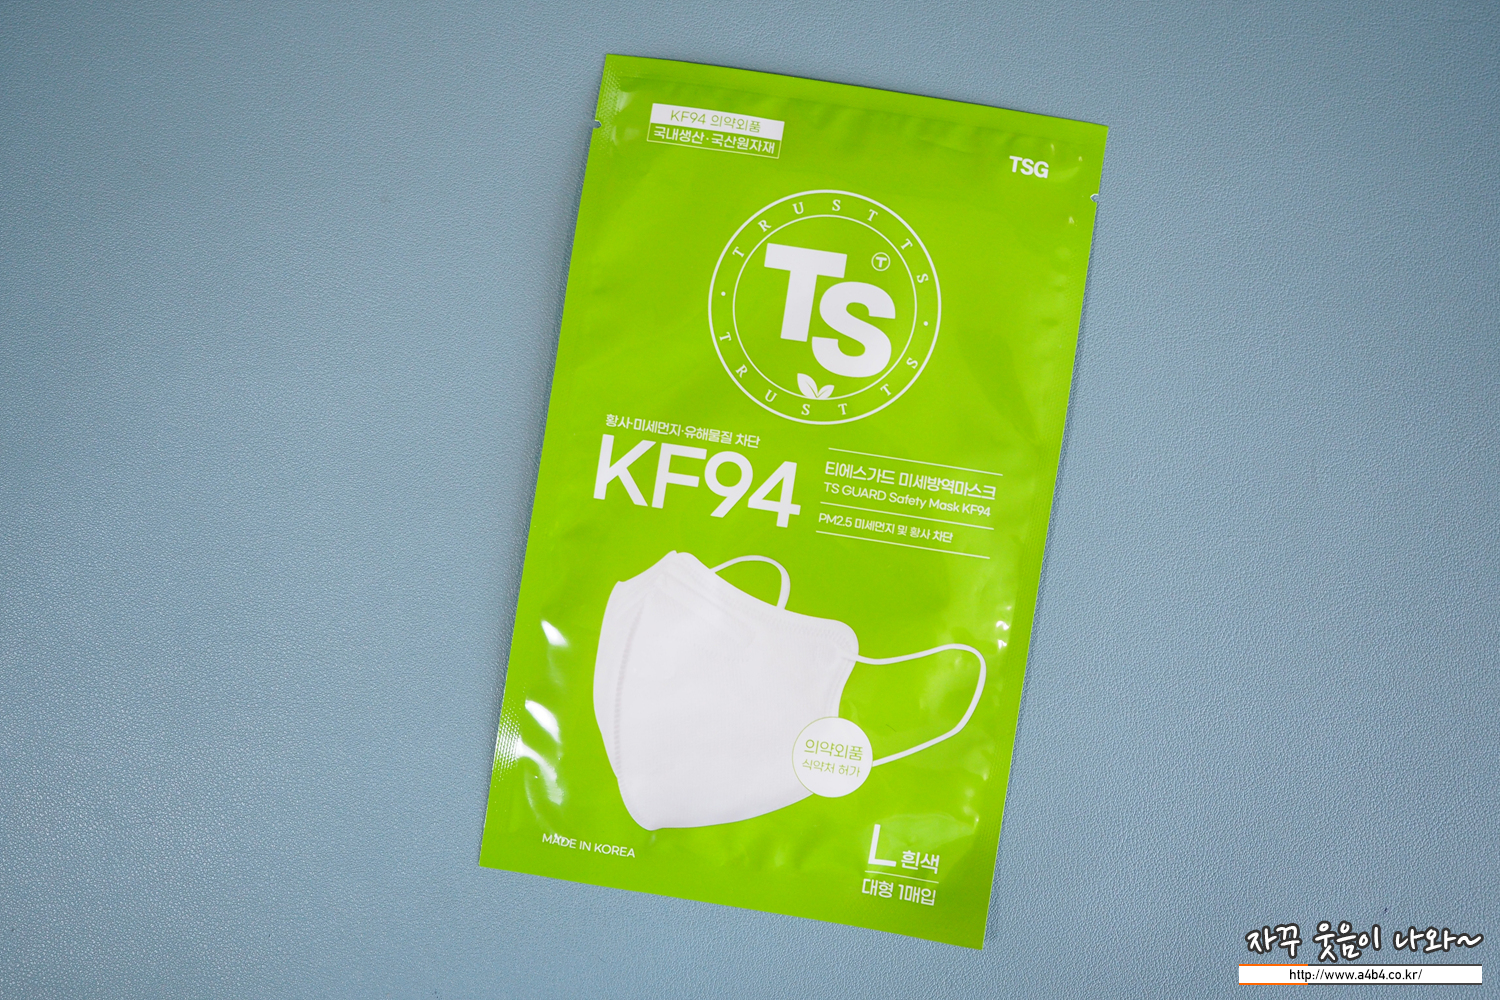 KF94 의약외품
국내생산·국산원자재
TSG
TRUST TS
TS
T
TRUST TS
황사·미세먼지·유해물질 차단
KF94
티에스가드 미세방역마스크
TS GUARD Safety Mask KF94
PM2.5 미세먼지 및 황사 차단
의약외품
식약처 허가
MADE IN KOREA
L 흰색
대형 1매입
자꾸 웃음이 나와~
http://www.a4b4.co.kr/